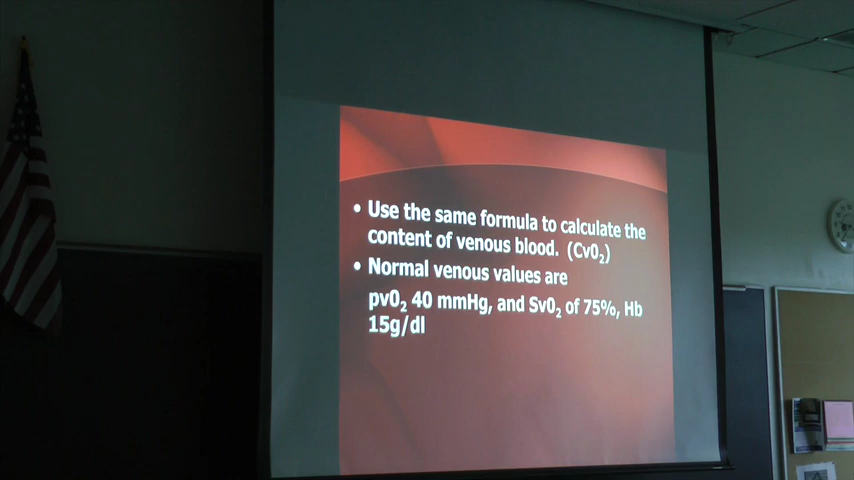 • Use the same formula to calculate the
content of venous blood. (Cv0₂)
• Normal venous values are
pv0₂ 40 mmHg, and Sv0₂ of 75%, Hb
15g/dl